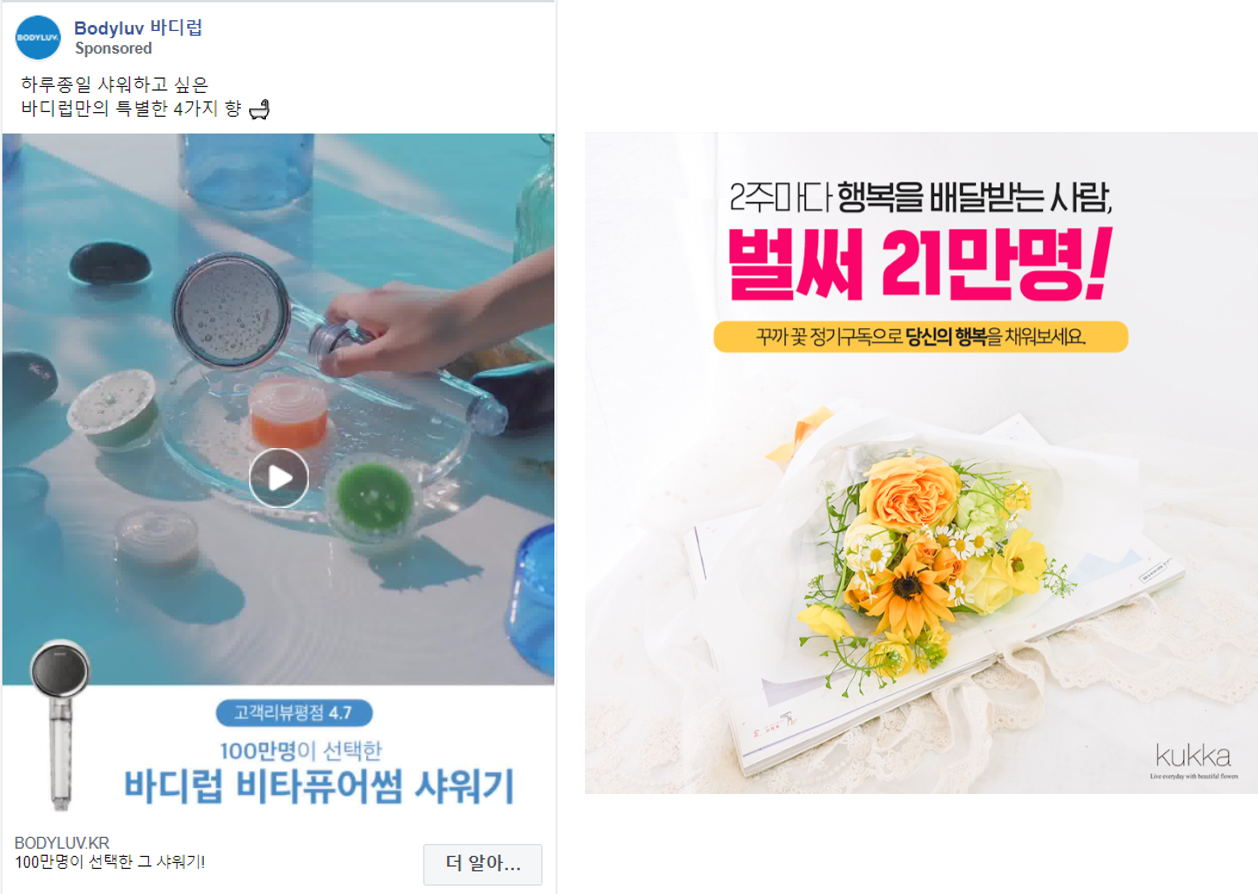 BODYLUV.
Bodyluv 바디럽
Sponsored
하루종일 샤워하고 싶은
바디럽만의 특별한 4가지 향
고객리뷰평점 4.7
100만명이 선택한
바디럽 비타퓨어썸 샤워기
BODYLUV.KR
100만명이 선택한 그 샤워기!
더 알아...
2주마다 행복을 배달받는 사람,
벌써 21만명!
꾸까 꽃 정기구독으로 당신의 행복을 채워보세요.
kukka
Live everyday with beautiful flowers